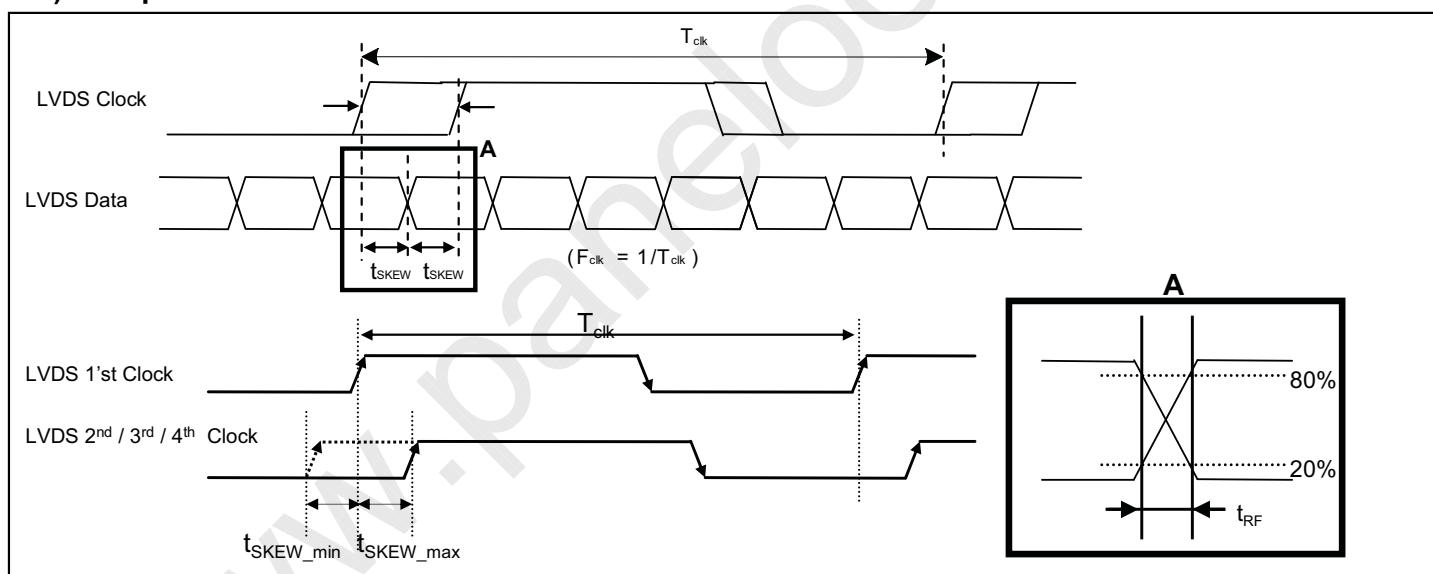 T_clk
LVDS Clock
A
LVDS Data
t_SKEW t_SKEW
( F_clk = 1/T_clk )
A
T_clk
LVDS 1'st Clock
80%
LVDS 2nd / 3rd / 4th Clock
20%
t_RF
t_SKEW_min t_SKEW_max